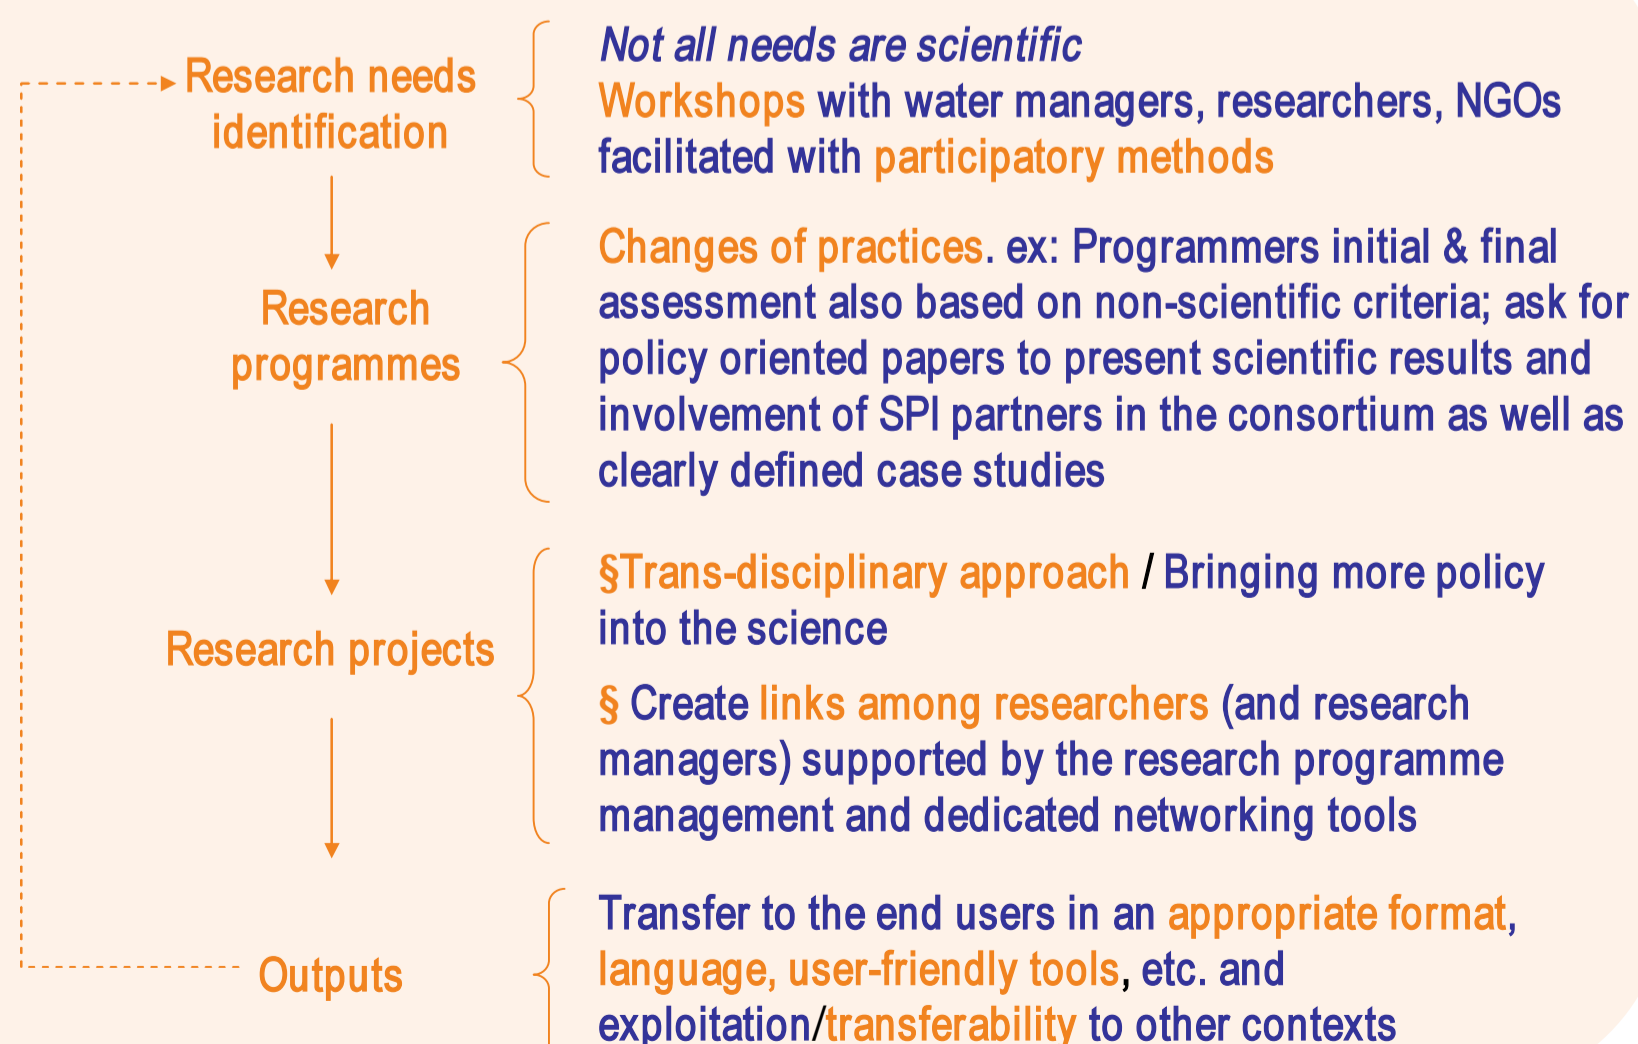 Research needs
identification
Not all needs are scientific
Workshops with water managers, researchers, NGOs
facilitated with participatory methods
Research
programmes
Changes of practices. ex: Programmers initial & final
assessment also based on non-scientific criteria; ask for
policy oriented papers to present scientific results and
involvement of SPI partners in the consortium as well as
clearly defined case studies
Research projects
§Trans-disciplinary approach / Bringing more policy
into the science
§ Create links among researchers (and research
managers) supported by the research programme
management and dedicated networking tools
Outputs
Transfer to the end users in an appropriate format,
language, user-friendly tools, etc. and
exploitation/transferability to other contexts